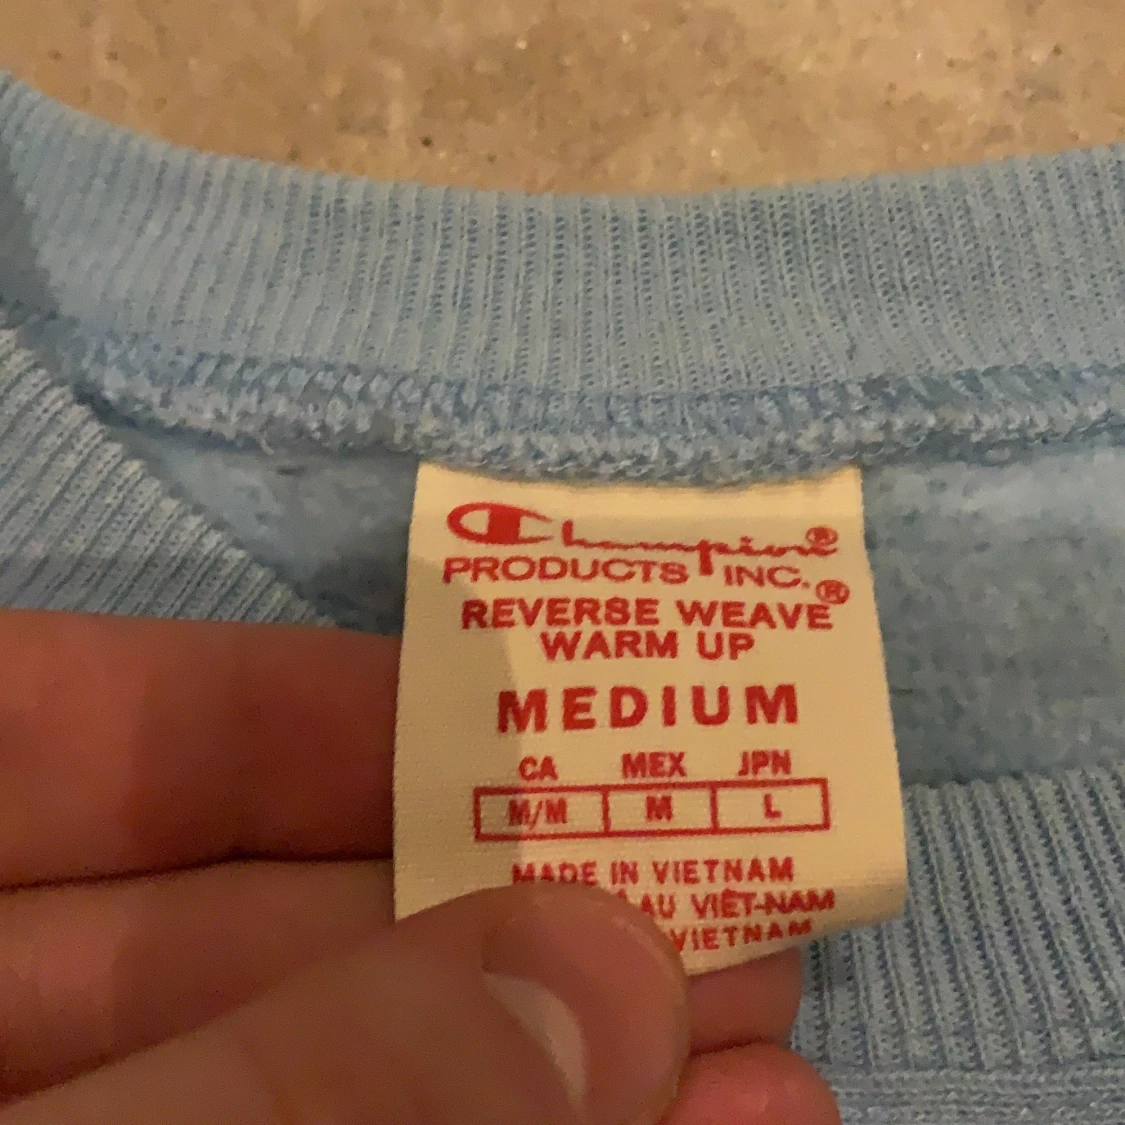 Champion®
PRODUCTS INC.
REVERSE WEAVE®
WARM UP
MEDIUM
CA MEX JPN
M/M M L
MADE IN VIETNAM
AU VIÊT-NAM
VIETNAM